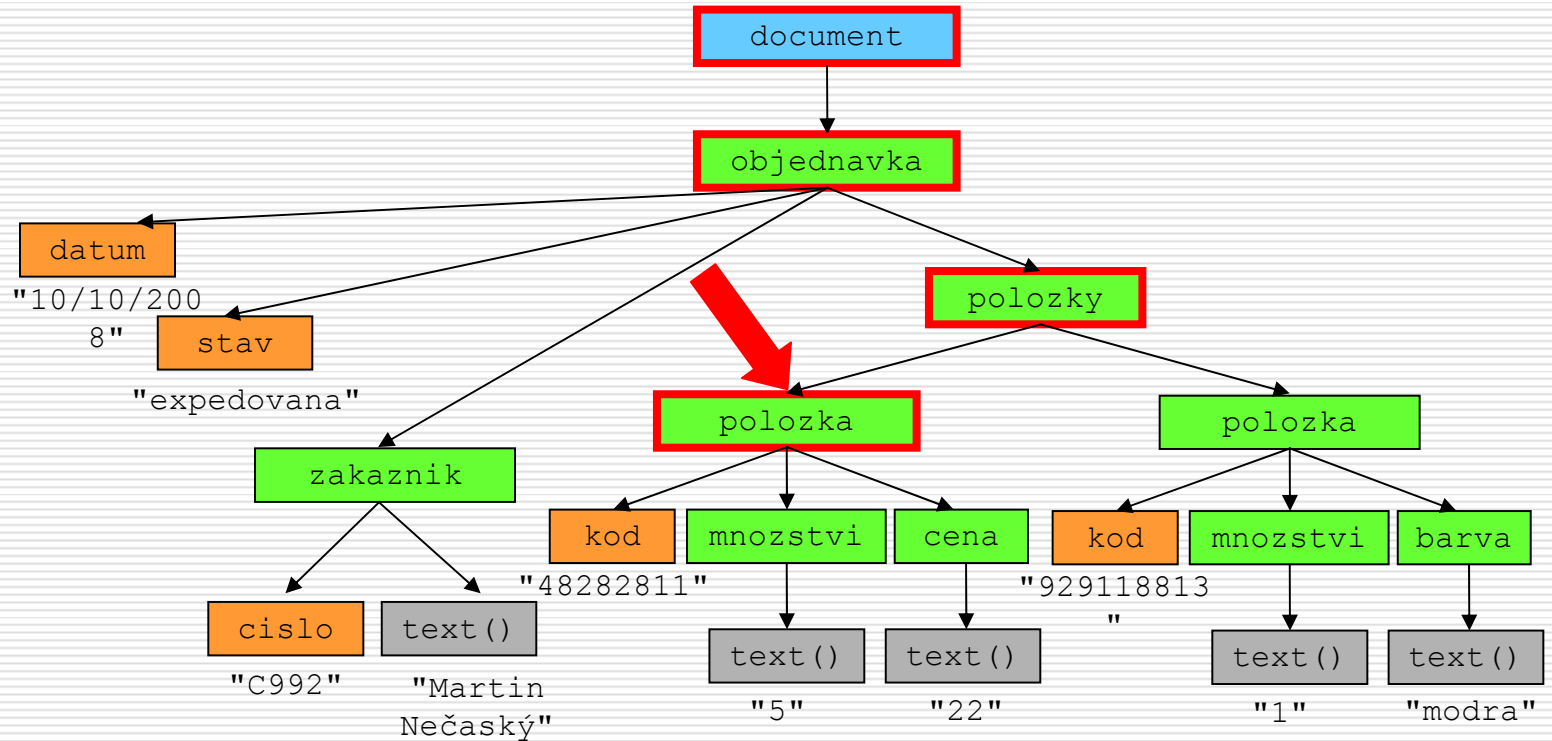 document
objednavka
datum
"10/10/200
8"
stav
"expedovana"
polozky
polozka
polozka
zakaznik
kod
mnozstvi
cena
kod
mnozstvi
barva
"48282811"
"929118813
"
cislo
text()
text()
text()
text()
text()
"C992"
"Martin
Nečaský"
"5"
"22"
"1"
"modra"